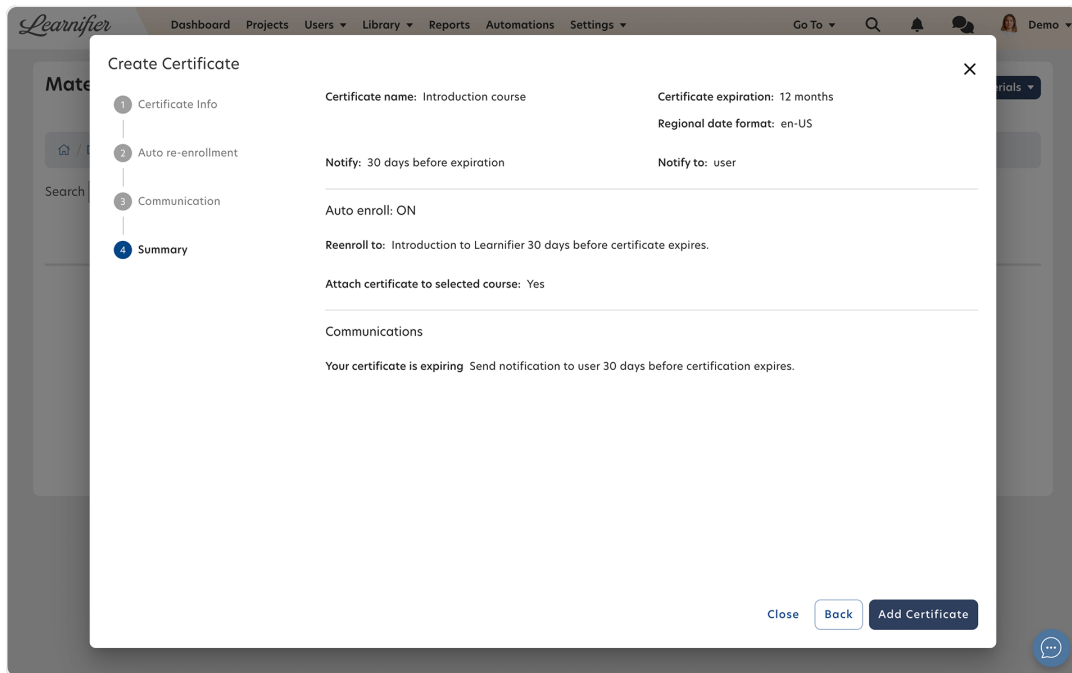 Learnifier
Dashboard Projects Users Library Reports Automations Settings Go To Demo
Create Certificate
Mate
rials
1 Certificate Info
Certificate name: Introduction course
Certificate expiration: 12 months
Regional date format: en-US
/
2 Auto re-enrollment
Notify: 30 days before expiration
Notify to: user
Search
3 Communication
Auto enroll: ON
4 Summary
Reenroll to: Introduction to Learnifier 30 days before certificate expires.
Attach certificate to selected course: Yes
Communications
Your certificate is expiring Send notification to user 30 days before certification expires.
Close Back Add Certificate